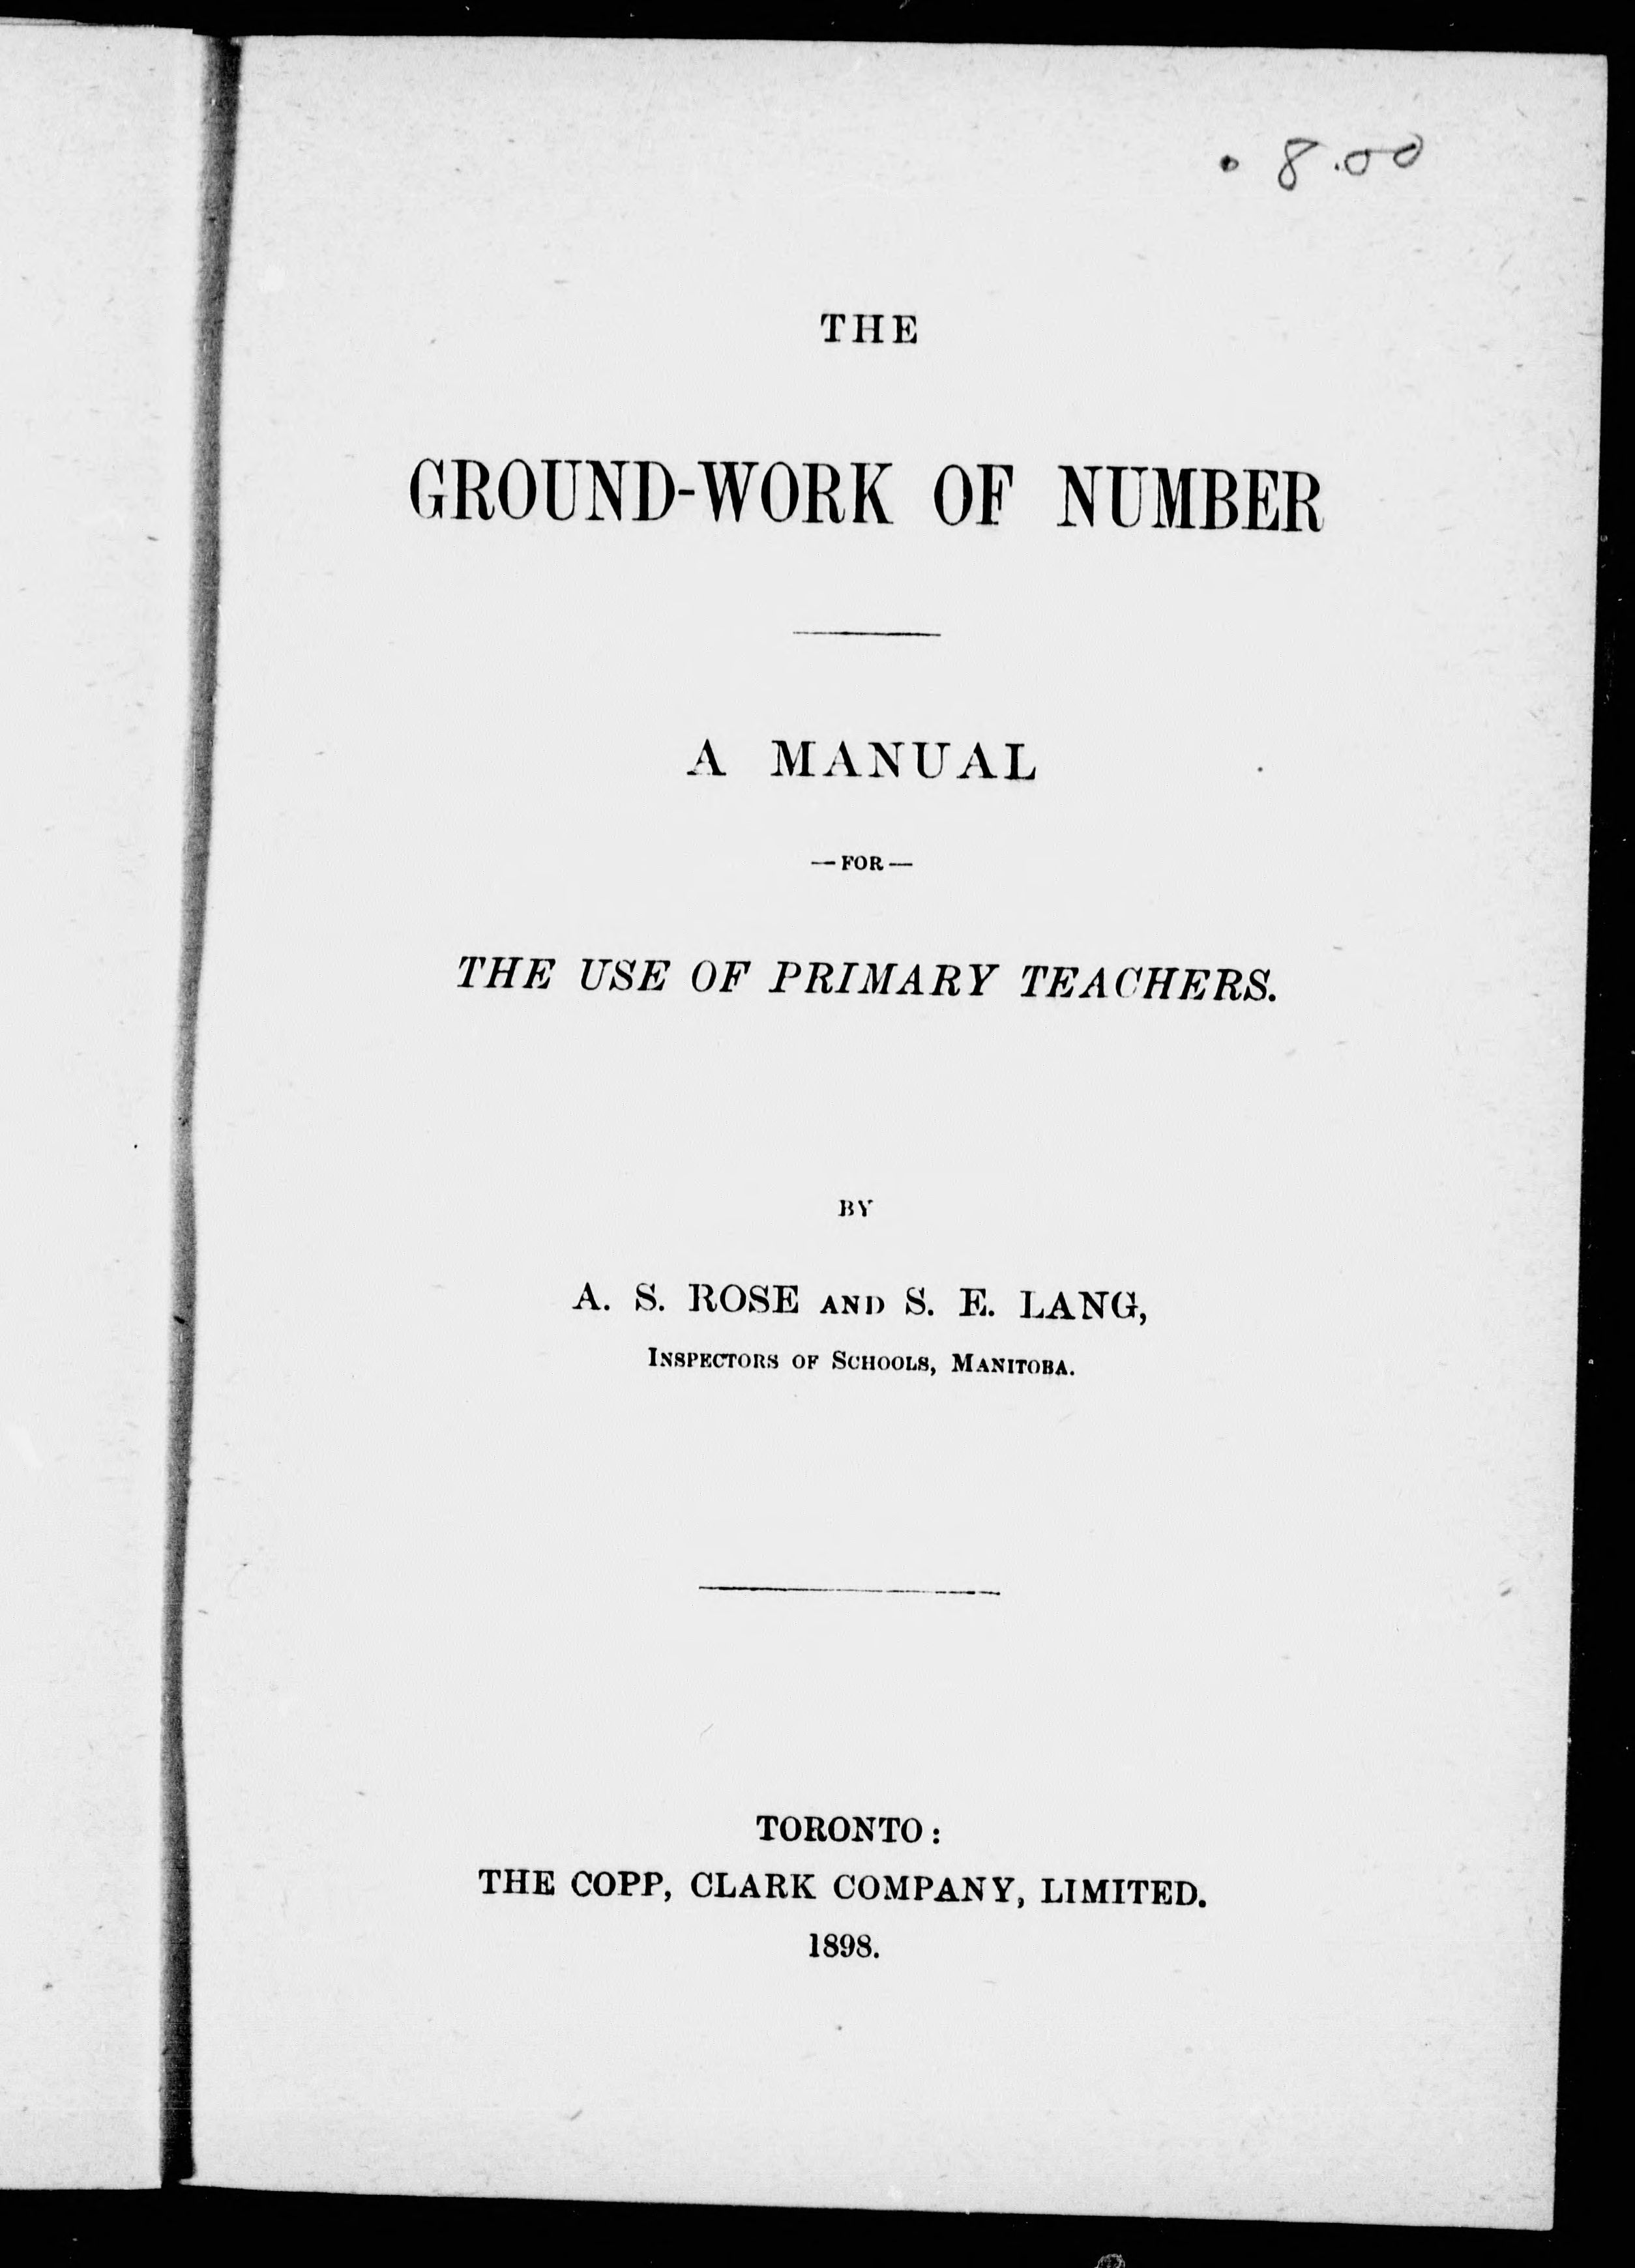 8.00
THE
GROUND-WORK OF NUMBER
A MANUAL
—FOR—
THE USE OF PRIMARY TEACHERS.
BY
A. S. ROSE AND S. E. LANG,
INSPECTORS OF SCHOOLS, MANITOBA.
TORONTO:
THE COPP, CLARK COMPANY, LIMITED.
1898.